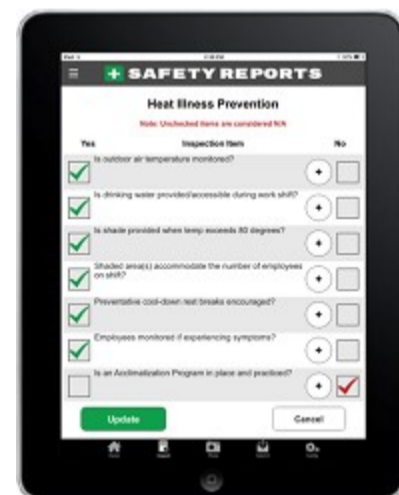 SAFETY REPORTS
Heat Illness Prevention
Note: Unchecked items are considered N/A
Yes Inspection Item No
Is outdoor air temperature monitored?
Is drinking water provided/accessible during work shift?
Is shade provided when temp exceeds 80 degrees?
Shaded area(s) accommodate the number of employees
on shift?
Preventative cool-down rest breaks encouraged?
Employees monitored if experiencing symptoms?
Is an Acclimatization Program in place and practiced?
Update Cancel